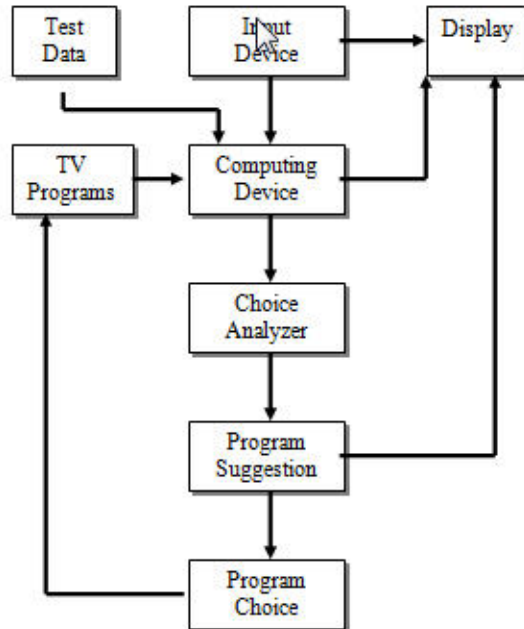 Test
Data
Input
Device
Display
TV
Programs
Computing
Device
Choice
Analyzer
Program
Suggestion
Program
Choice